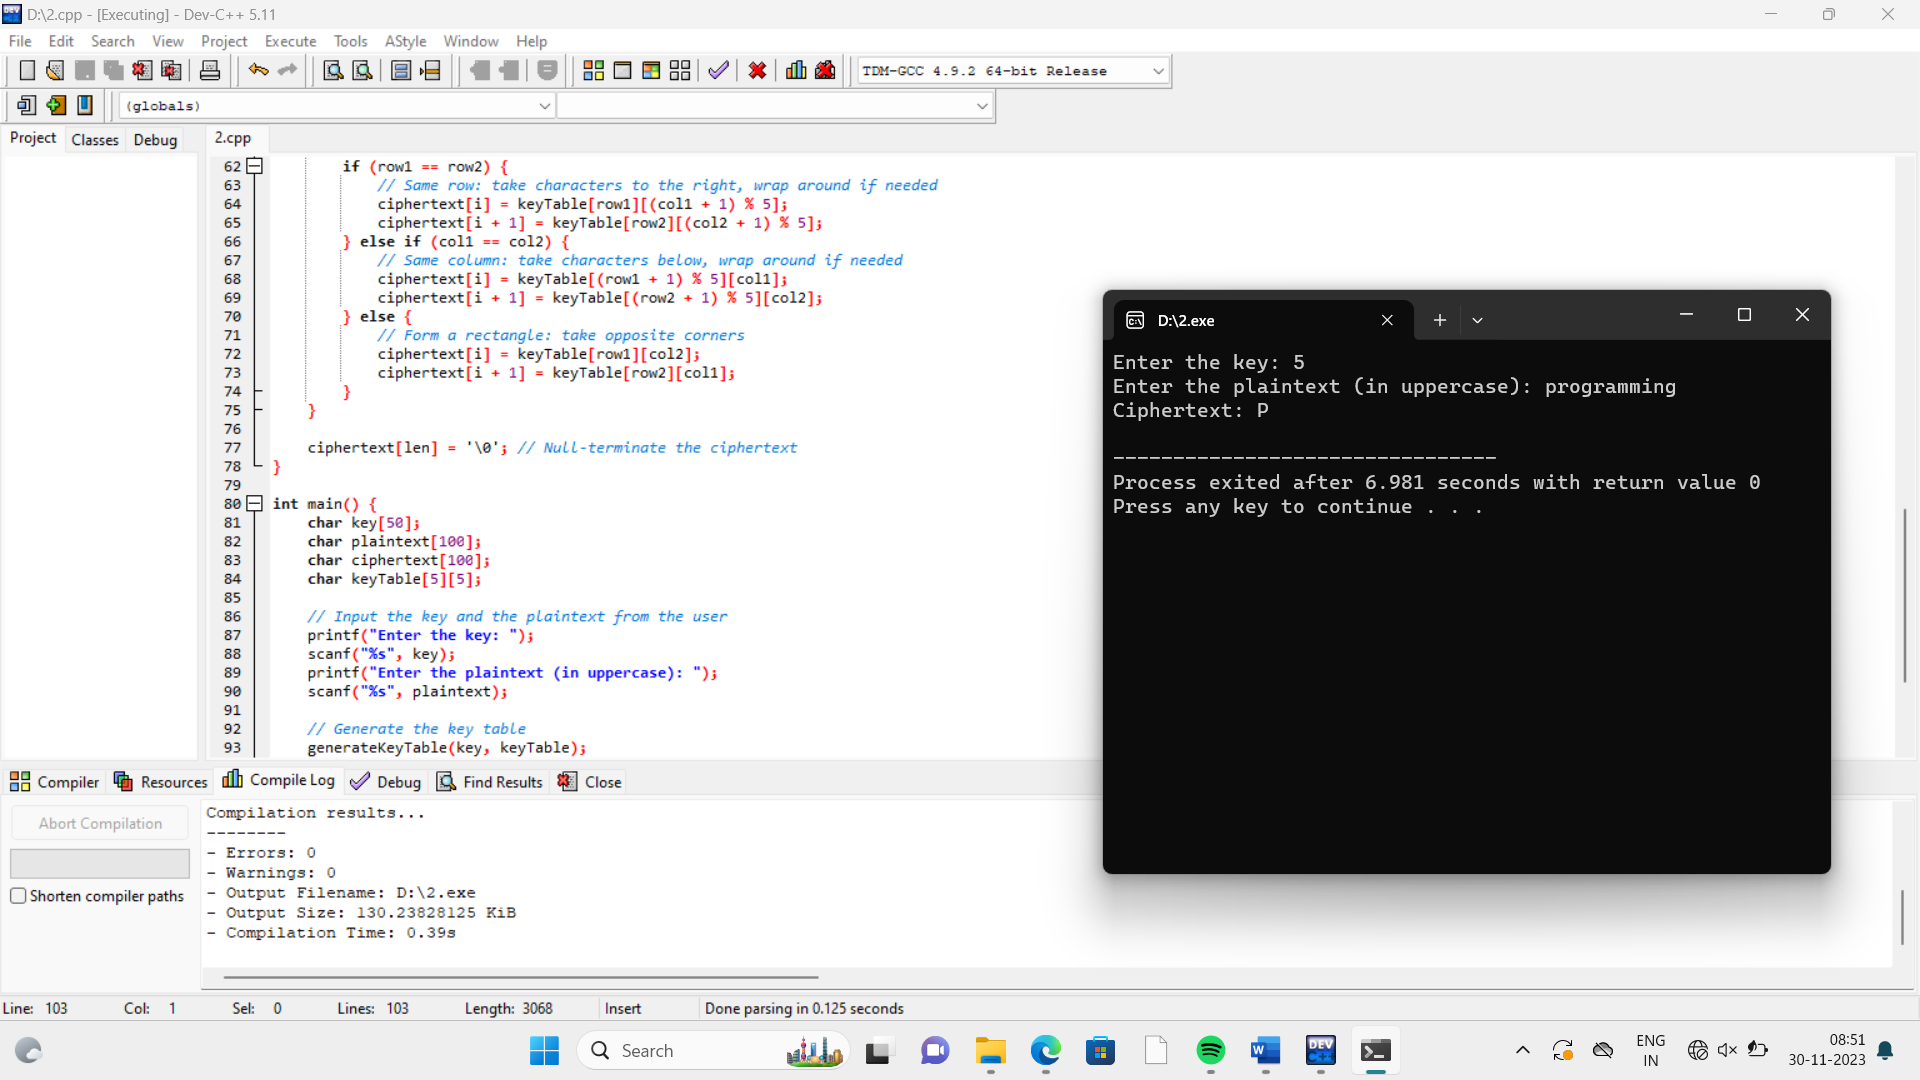 D:\2.cpp - [Executing] - Dev-C++ 5.11
File Edit Search View Project Execute Tools AStyle Window Help
TDM-GCC 4.9.2 64-bit Release
(globals)
Project Classes Debug 2.cpp
62 if (row1 == row2) {
63 // Same row: take characters to the right, wrap around if needed
64 ciphertext[i] = keyTable[row1][(col1 + 1) % 5];
65 ciphertext[i + 1] = keyTable[row2][(col2 + 1) % 5];
66 } else if (col1 == col2) {
67 // Same column: take characters below, wrap around if needed
68 ciphertext[i] = keyTable[(row1 + 1) % 5][col1];
69 ciphertext[i + 1] = keyTable[(row2 + 1) % 5][col2];
70 } else {
71 // Form a rectangle: take opposite corners
72 ciphertext[i] = keyTable[row1][col2];
73 ciphertext[i + 1] = keyTable[row2][col1];
74 }
75 }
76
77 ciphertext[len] = '\0'; // Null-terminate the ciphertext
78 }
79
80 int main() {
81 char key[50];
82 char plaintext[100];
83 char ciphertext[100];
84 char keyTable[5][5];
85
86 // Input the key and the plaintext from the user
87 printf("Enter the key: ");
88 scanf("%s", key);
89 printf("Enter the plaintext (in uppercase): ");
90 scanf("%s", plaintext);
91
92 // Generate the key table
93 generateKeyTable(key, keyTable);
D:\2.exe
Enter the key: 5
Enter the plaintext (in uppercase): programming
Ciphertext: P
--------------------------------
Process exited after 6.981 seconds with return value 0
Press any key to continue . . .
Compiler Resources Compile Log Debug Find Results Close
Abort Compilation
Shorten compiler paths
Compilation results...
--------
- Errors: 0
- Warnings: 0
- Output Filename: D:\2.exe
- Output Size: 130.23828125 KiB
- Compilation Time: 0.39s
Line: 103 Col: 1 Sel: 0 Lines: 103 Length: 3068 Insert Done parsing in 0.125 seconds
Search
DEV
ENG
IN
08:51
30-11-2023